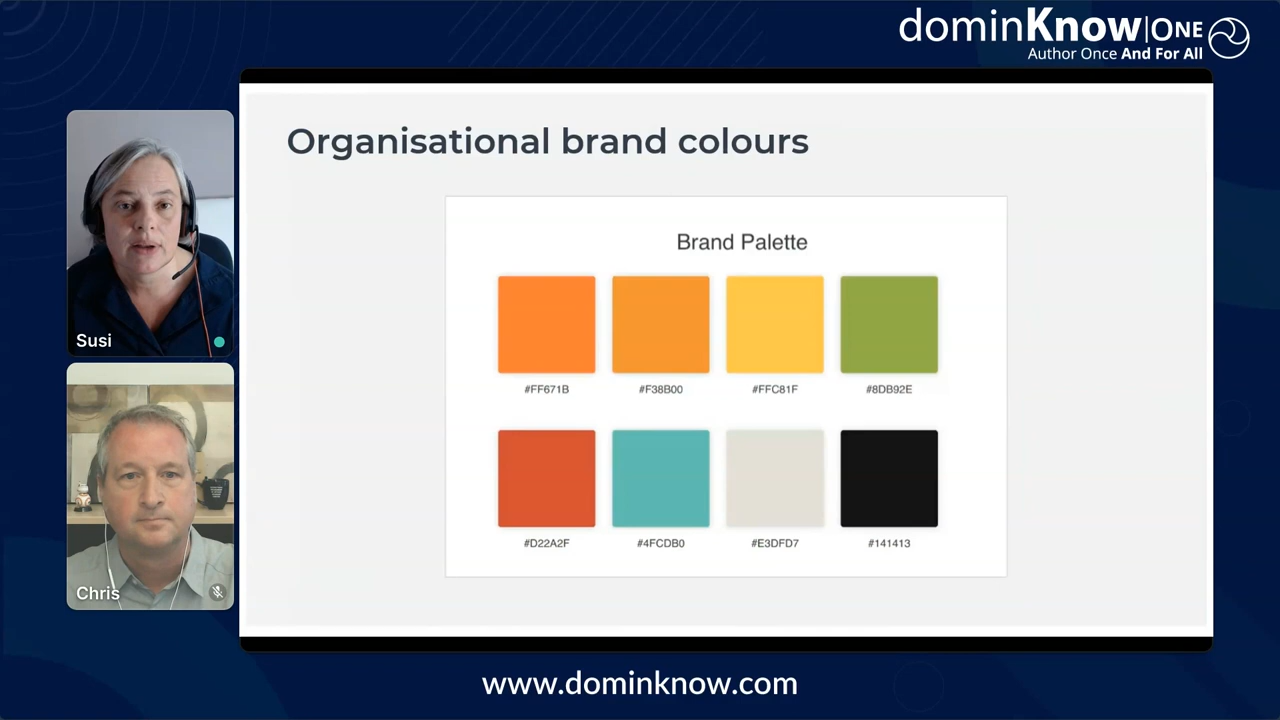 dominKnow|ONE
Author Once And For All
Organisational brand colours
Brand Palette
#FF671B #F38B00 #FFC81F #8DB92E
#D22A2F #4FCDB0 #E3DFD7 #141413
Susi
Chris
www.dominknow.com